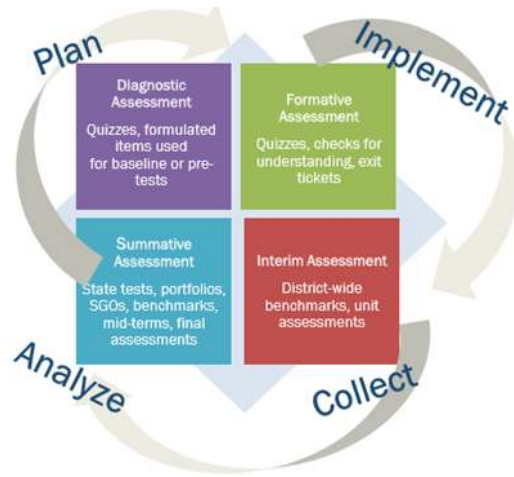 Plan
Implement
Diagnostic
Assessment
Quizzes, formulated
items used
for baseline or pre-
tests
Formative
Assessment
Quizzes, checks for
understanding, exit
tickets
Summative
Assessment
State tests, portfolios,
SGOs, benchmarks,
mid-terms, final
assessments
Interim Assessment
District-wide
benchmarks, unit
assessments
Analyze
Collect